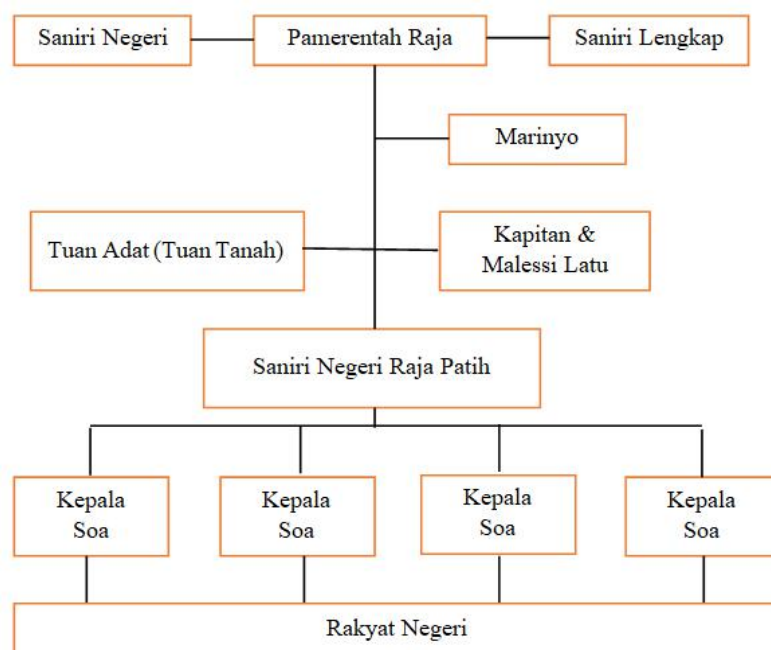 Saniri Negeri
Pamerentah Raja
Saniri Lengkap
Marinyo
Tuan Adat (Tuan Tanah)
Kapitan &
Malessi Latu
Saniri Negeri Raja Patih
Kepala
Soa
Kepala
Soa
Kepala
Soa
Kepala
Soa
Rakyat Negeri